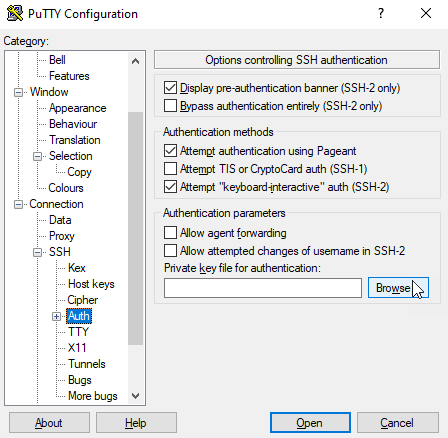 PuTTY Configuration
Category:
Bell
Features
Window
Appearance
Behaviour
Translation
Selection
Copy
Colours
Connection
Data
Proxy
SSH
Kex
Host keys
Cipher
Auth
TTY
X11
Tunnels
Bugs
More bugs
Options controlling SSH authentication
Display pre-authentication banner (SSH-2 only)
Bypass authentication entirely (SSH-2 only)
Authentication methods
Attempt authentication using Pageant
Attempt TIS or CryptoCard auth (SSH-1)
Attempt "keyboard-interactive" auth (SSH-2)
Authentication parameters
Allow agent forwarding
Allow attempted changes of username in SSH-2
Private key file for authentication:
Browse
About
Help
Open
Cancel